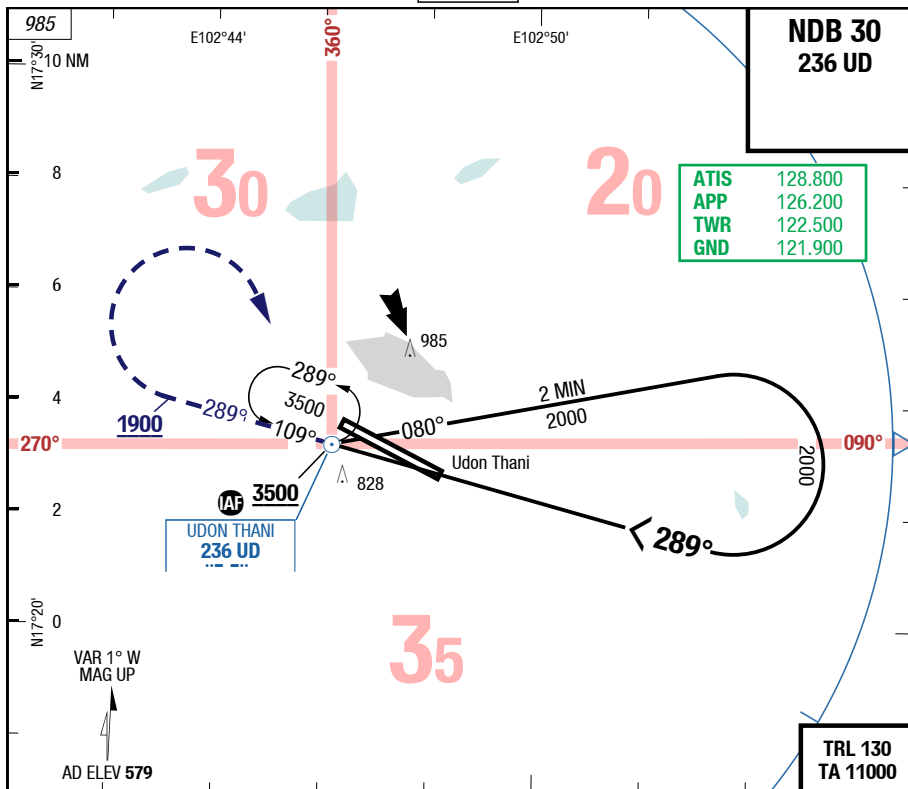 985
E102°44'
360°
E102°50'
NDB 30
236 UD
N17°30'
10 NM
8
30
20
ATIS 128.800
APP 126.200
TWR 122.500
GND 121.900
6
985
289°
3500
4
2 MIN
2000
289°
1900
109°
080°
270°
090°
Udon Thani
2000
IAF
3500
828
2
UDON THANI
236 UD
289°
N17°20'
0
35
VAR 1° W
MAG UP
AD ELEV 579
TRL 130
TA 11000